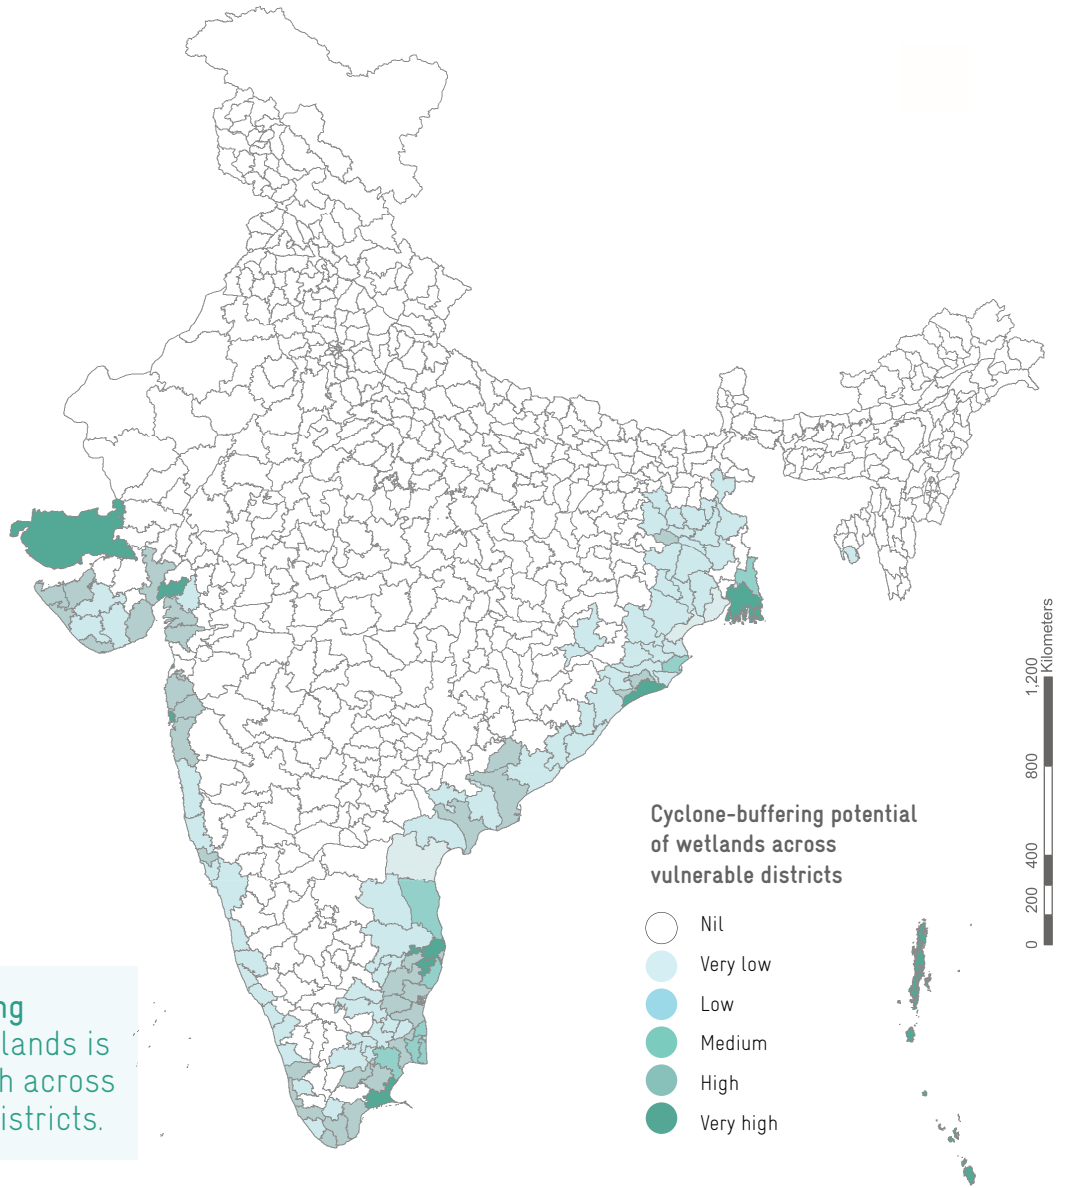 Cyclone-buffering potential
of wetlands across
vulnerable districts
Nil
Very low
Low
Medium
High
Very high
0
200
400
800
1,200
Kilometers
ng
lands is
h across
istricts.